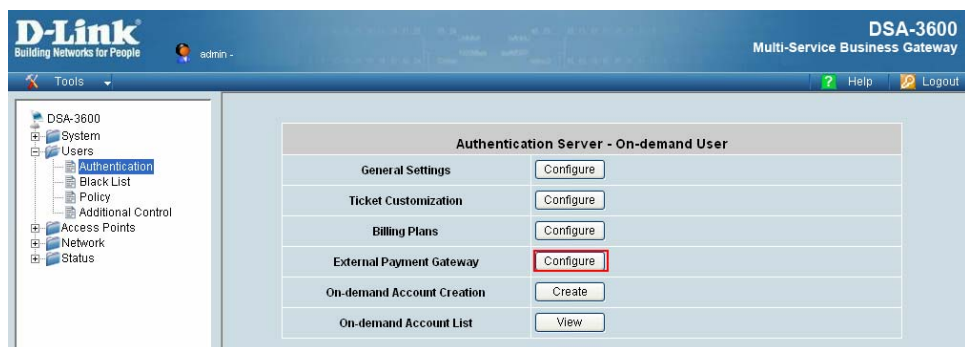 D-Link
Building Networks for People
admin -
DSA-3600
Multi-Service Business Gateway
Tools
Help
Logout
DSA-3600
System
Users
Authentication
Black List
Policy
Additional Control
Access Points
Network
Status
Authentication Server - On-demand User
General Settings Configure
Ticket Customization Configure
Billing Plans Configure
External Payment Gateway Configure
On-demand Account Creation Create
On-demand Account List View